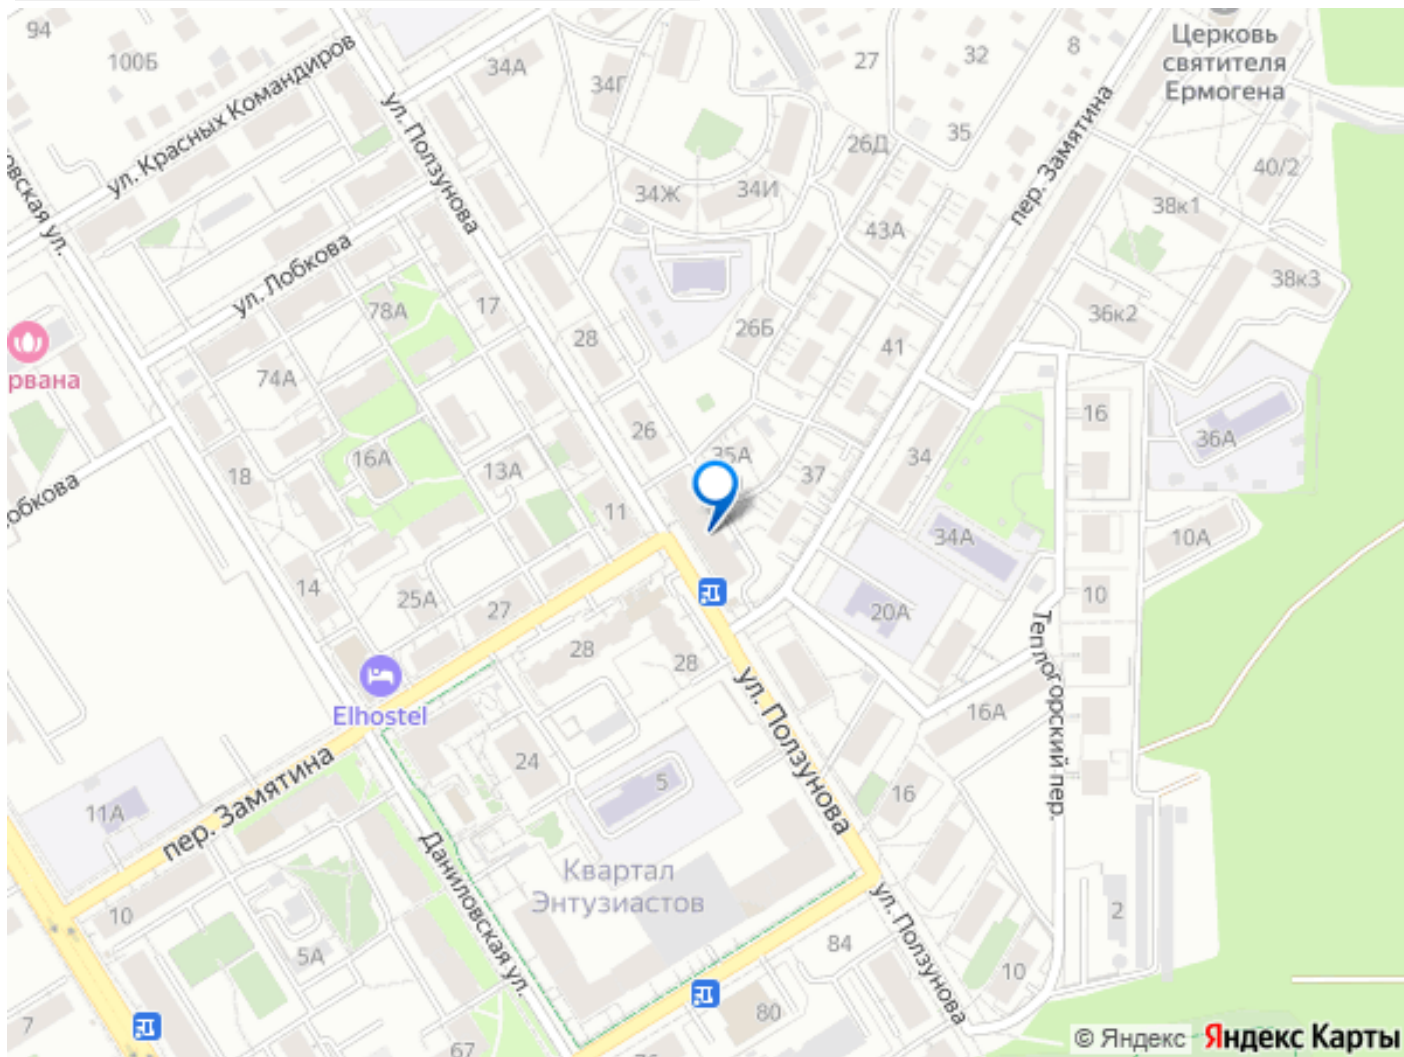 94
100Б
ул. Красных Командиров
34А
34Г
27
32
8
Церковь
святителя
Ермогена
ул. Ползунова
35
26Д
пер. Замятина
40/2
34Ж
34И
38к1
43А
овская ул.
ул. Лобкова
38к3
78А
17
28
26Б
36к2
41
рвана
74А
16
26
36А
16А
13А
35А
37
34
18
обкова
11
34А
10А
14
25А
27
20А
10
28
28
Теплогорский пер.
Elhostel
ул. Ползунова
16А
24
5
16
11А
пер. Замятина
Даниловская ул.
Квартал
Энтузиастов
ул. Ползунова
10
2
5А
84
10
7
80
67
76
© Яндекс Яндекс Карты